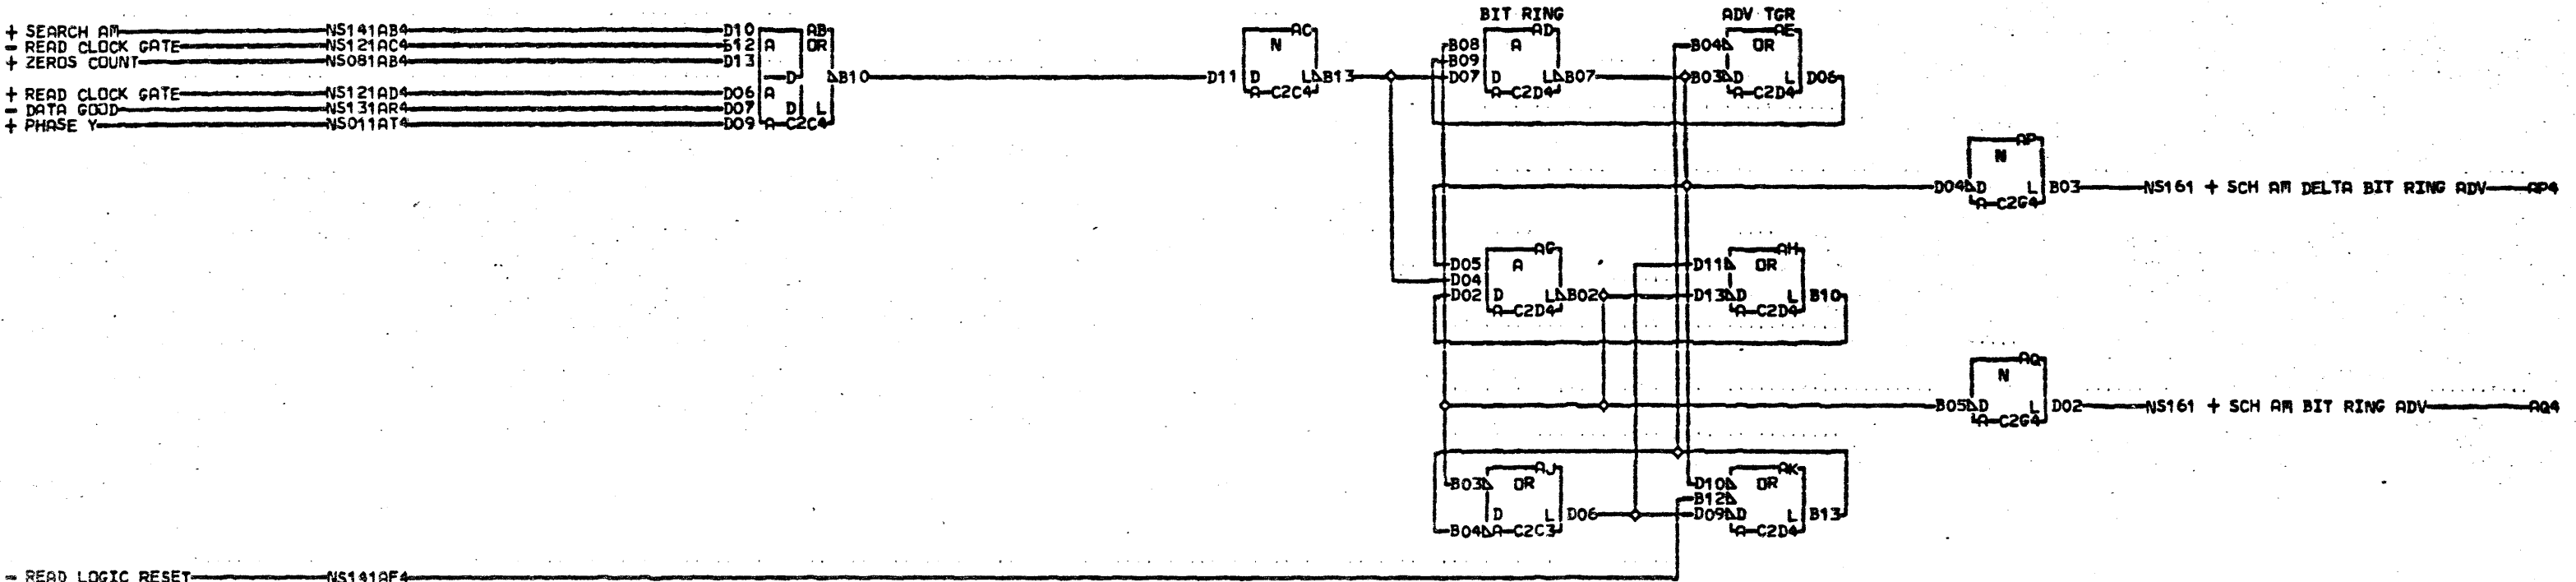 BIT RING ADV TGR
+ SEARCH AM NS141AB4 D10 AB AC AD AE
- READ CLOCK GATE NS121AC4 B12 A OR N B08 A B04 OR
+ ZEROS COUNT NS081AB4 D13 B09
D B10 D11 D L B13 D07 D L B07 B03 D L D06
+ READ CLOCK GATE NS121AD4 D06 A A-C2C4 A-C2D4 A-C2D4
- DATA GOOD NS131AR4 D07 D L
+ PHASE Y NS011AT4 D09 A-C2C4
AP
N
D04 D L B03 NS161 + SCH AM DELTA BIT RING ADV AP4
A-C2G4
AG AH
D05 A D11 OR
D04
D02 D L B02 D13 D L B10
A-C2D4 A-C2D4
AQ
N
B05 D L D02 NS161 + SCH AM BIT RING ADV AQ4
A-C2G4
AJ AK
B03 OR D10 OR
B12
D L D06 D09 D L B13
B04 A-C2C3 A-C2D4
- READ LOGIC RESET NS141AF4